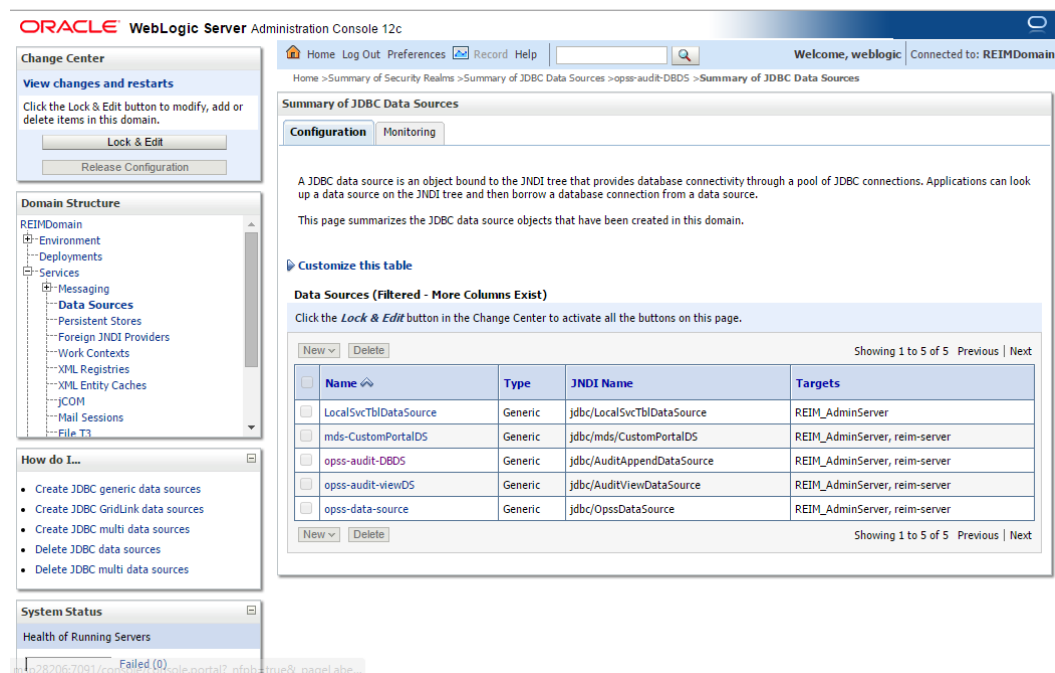 ORACLE WebLogic Server Administration Console 12c
Change Center
View changes and restarts
Click the Lock & Edit button to modify, add or
delete items in this domain.
Lock & Edit
Release Configuration
Domain Structure
REIMDomain
Environment
Deployments
Services
Messaging
Data Sources
Persistent Stores
Foreign JNDI Providers
Work Contexts
XML Registries
XML Entity Caches
jCOM
Mail Sessions
File T3
How do I...
Create JDBC generic data sources
Create JDBC GridLink data sources
Create JDBC multi data sources
Delete JDBC data sources
Delete JDBC multi data sources
System Status
Health of Running Servers
Failed (0)
Home Log Out Preferences Record Help
Welcome, weblogic Connected to: REIMDomain
Home >Summary of Security Realms >Summary of JDBC Data Sources >opss-audit-DBDS >Summary of JDBC Data Sources
Summary of JDBC Data Sources
Configuration Monitoring
A JDBC data source is an object bound to the JNDI tree that provides database connectivity through a pool of JDBC connections. Applications can look
up a data source on the JNDI tree and then borrow a database connection from a data source.
This page summarizes the JDBC data source objects that have been created in this domain.
Customize this table
Data Sources (Filtered - More Columns Exist)
Click the Lock & Edit button in the Change Center to activate all the buttons on this page.
New Delete Showing 1 to 5 of 5 Previous | Next
Name Type JNDI Name Targets
LocalSvcTblDataSource Generic jdbc/LocalSvcTblDataSource REIM_AdminServer
mds-CustomPortalDS Generic jdbc/mds/CustomPortalDS REIM_AdminServer, reim-server
opss-audit-DBDS Generic jdbc/AuditAppendDataSource REIM_AdminServer, reim-server
opss-audit-viewDS Generic jdbc/AuditViewDataSource REIM_AdminServer, reim-server
opss-data-source Generic jdbc/OpssDataSource REIM_AdminServer, reim-server
New Delete Showing 1 to 5 of 5 Previous | Next